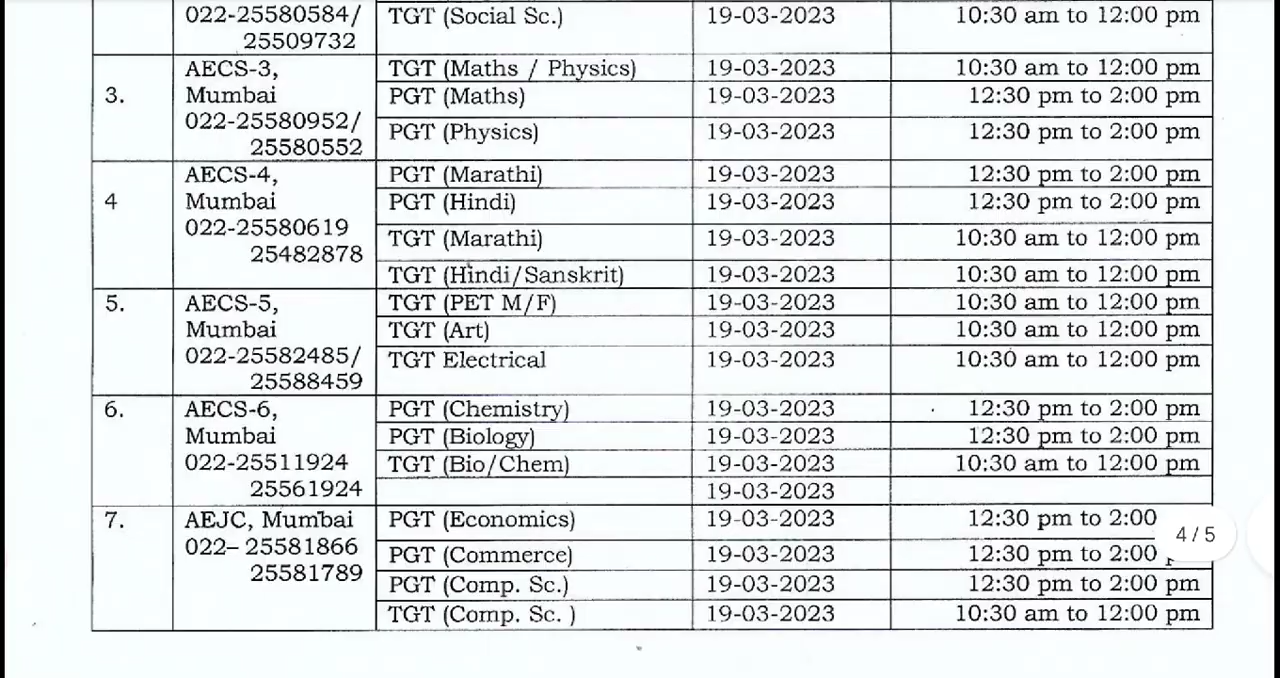 022-25580584/ TGT (Social Sc.) 19-03-2023 10:30 am to 12:00 pm
25509732
3. AECS-3, Mumbai 022-25580952/ 25580552
TGT (Maths / Physics) 19-03-2023 10:30 am to 12:00 pm
PGT (Maths) 19-03-2023 12:30 pm to 2:00 pm
PGT (Physics) 19-03-2023 12:30 pm to 2:00 pm
4 AECS-4, Mumbai 022-25580619 25482878
PGT (Marathi) 19-03-2023 12:30 pm to 2:00 pm
PGT (Hindi) 19-03-2023 12:30 pm to 2:00 pm
TGT (Marathi) 19-03-2023 10:30 am to 12:00 pm
TGT (Hindi/Sanskrit) 19-03-2023 10:30 am to 12:00 pm
5. AECS-5, Mumbai 022-25582485/ 25588459
TGT (PET M/F) 19-03-2023 10:30 am to 12:00 pm
TGT (Art) 19-03-2023 10:30 am to 12:00 pm
TGT Electrical 19-03-2023 10:30 am to 12:00 pm
6. AECS-6, Mumbai 022-25511924 25561924
PGT (Chemistry) 19-03-2023 12:30 pm to 2:00 pm
PGT (Biology) 19-03-2023 12:30 pm to 2:00 pm
TGT (Bio/Chem) 19-03-2023 10:30 am to 12:00 pm
19-03-2023
7. AEJC, Mumbai 022– 25581866 25581789
PGT (Economics) 19-03-2023 12:30 pm to 2:00
PGT (Commerce) 19-03-2023 12:30 pm to 2:00
PGT (Comp. Sc.) 19-03-2023 12:30 pm to 2:00 pm
TGT (Comp. Sc. ) 19-03-2023 10:30 am to 12:00 pm
4/5